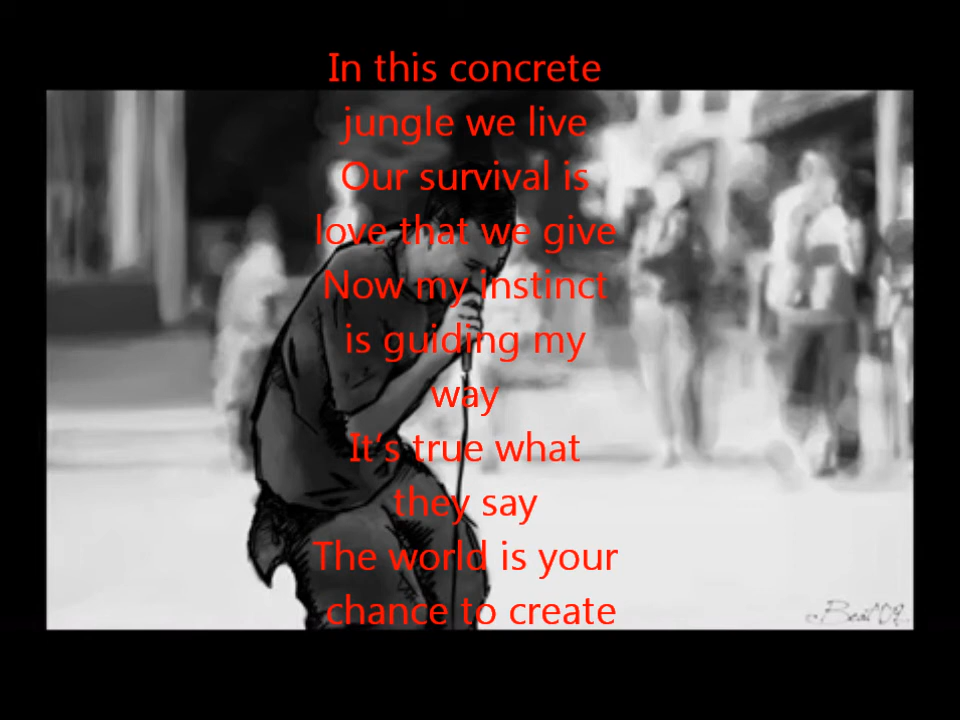 In this concrete
jungle we live
Our survival is
love that we give
Now my instinct
is guiding my
way
It's true what
they say
The world is your
chance to create